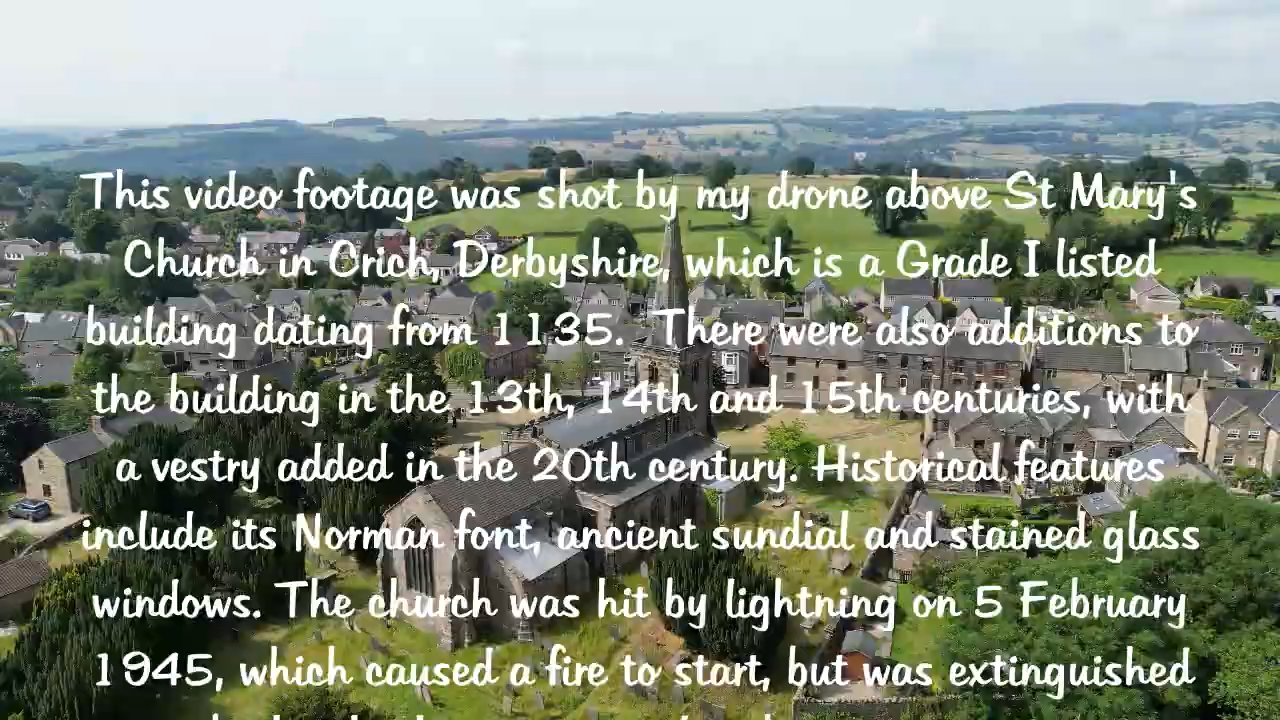 This video footage was shot by my drone above St Mary's
Church in Crich, Derbyshire, which is a Grade I listed
building dating from 1135. There were also additions to
the building in the 13th, 14th and 15th centuries, with
a vestry added in the 20th century. Historical features
include its Norman font, ancient sundial and stained glass
windows. The church was hit by lightning on 5 February
1945, which caused a fire to start, but was extinguished